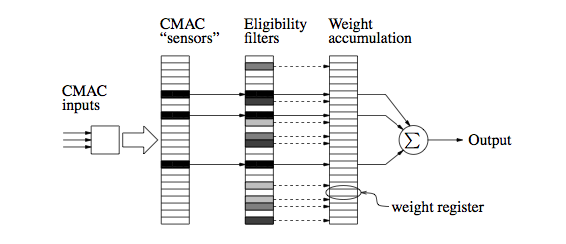 CMAC
"sensors"
Eligibility
filters
Weight
accumulation
CMAC
inputs
Σ
Output
weight register